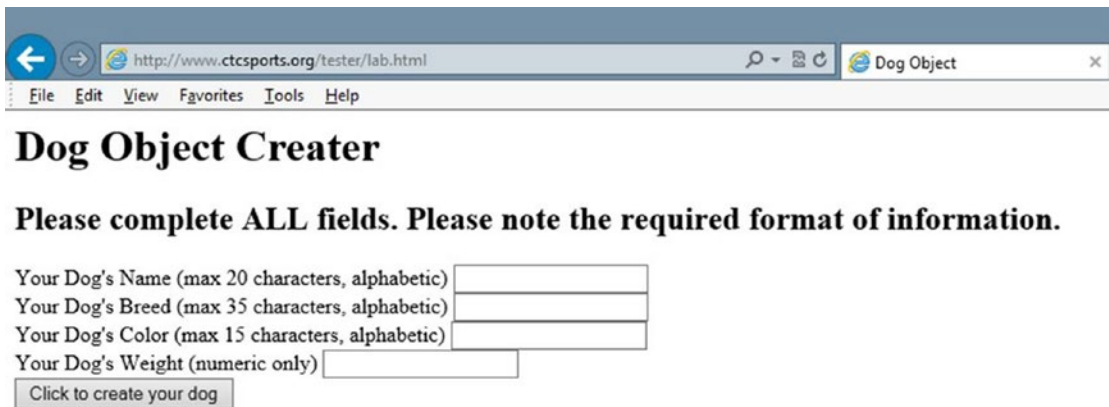 http://www.ctcsports.org/tester/lab.html Dog Object
File Edit View Favorites Tools Help
Dog Object Creater
Please complete ALL fields. Please note the required format of information.
Your Dog's Name (max 20 characters, alphabetic)
Your Dog's Breed (max 35 characters, alphabetic)
Your Dog's Color (max 15 characters, alphabetic)
Your Dog's Weight (numeric only)
Click to create your dog